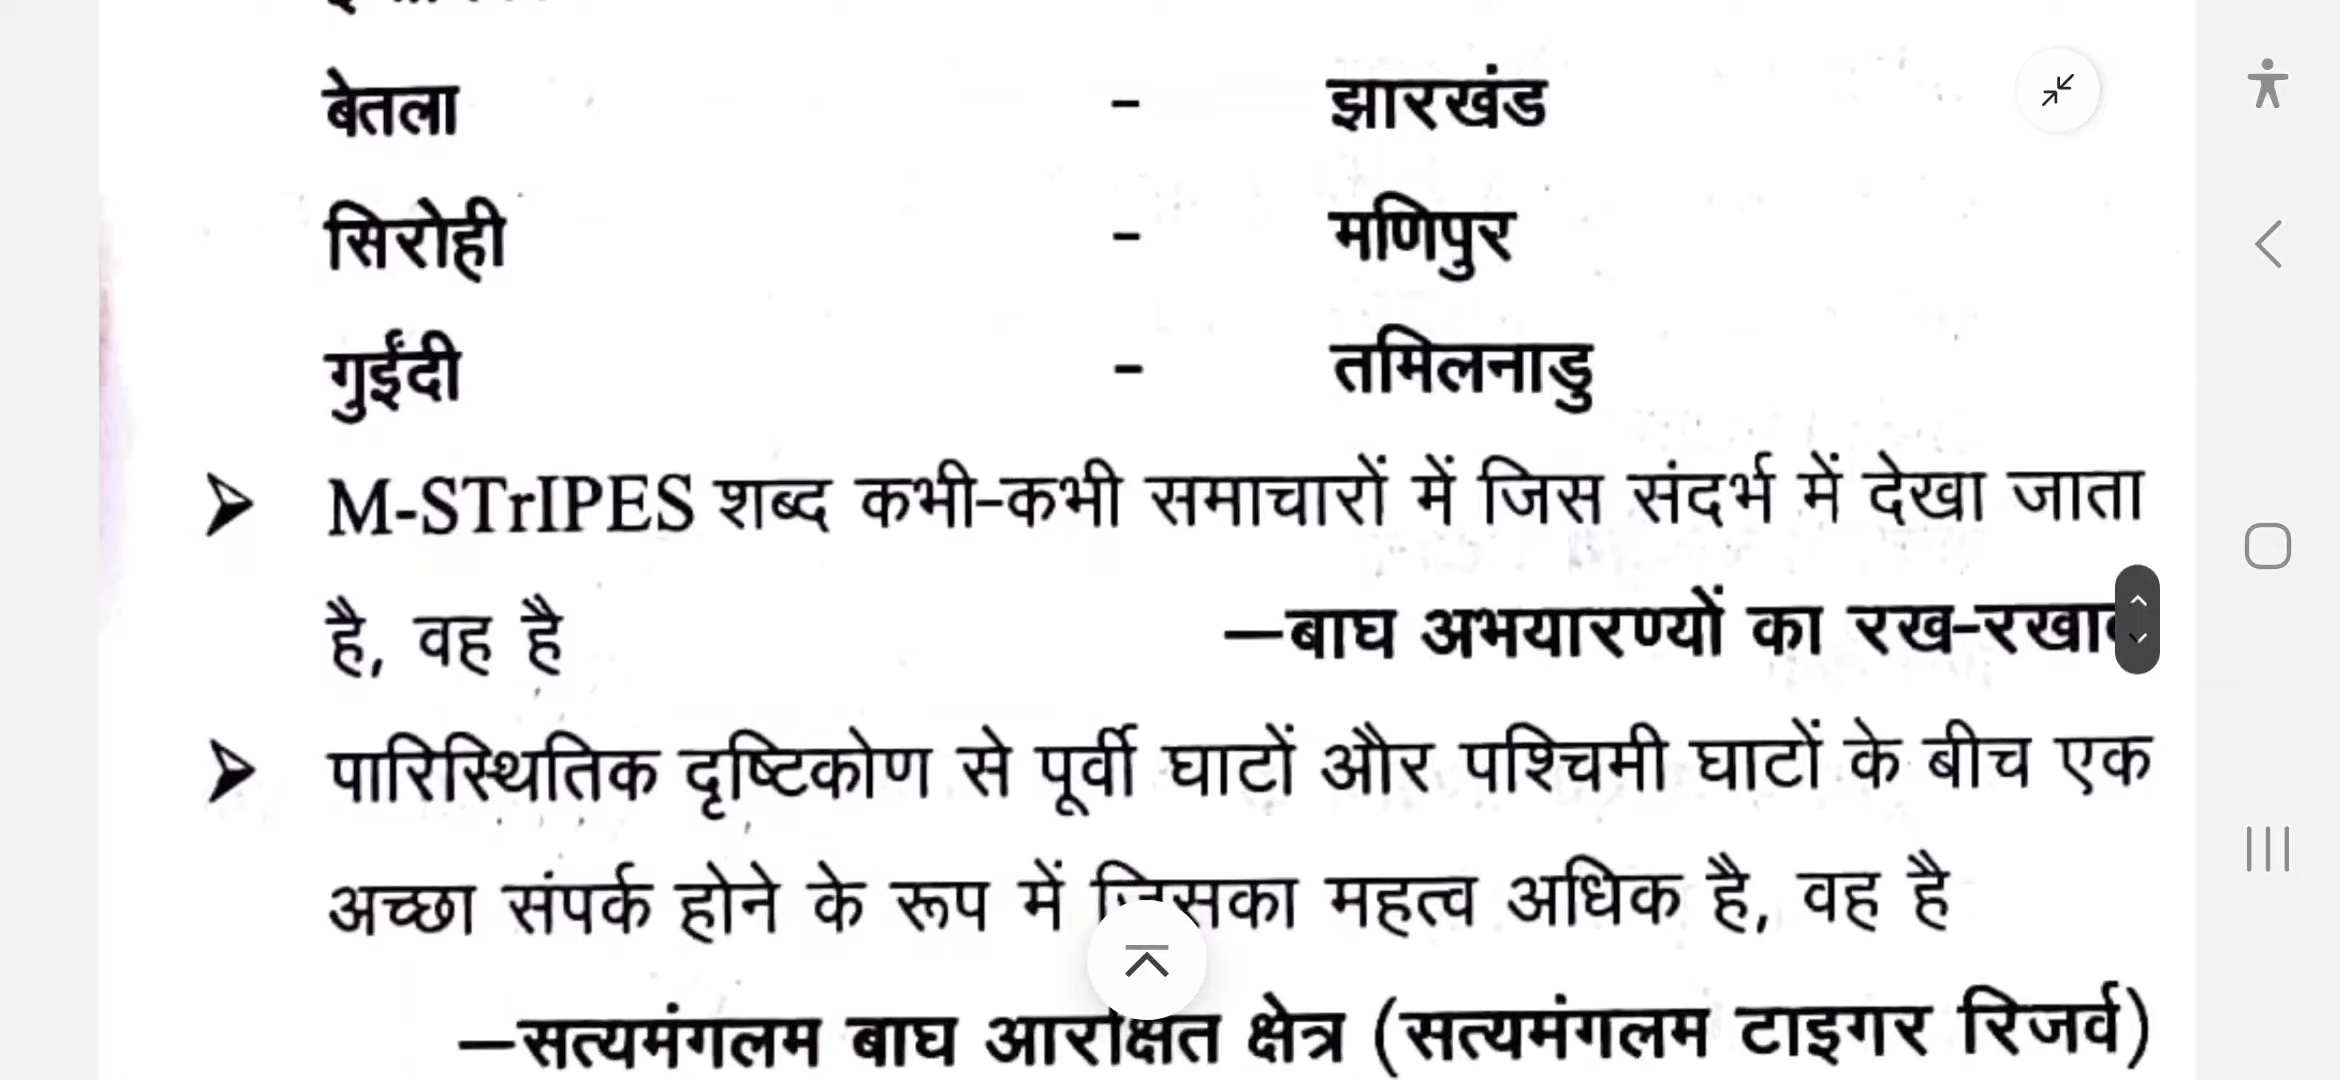 बेतला - झारखंड
सिरोही - मणिपुर
गुईंदी - तमिलनाडु
➤ M-STrIPES शब्द कभी-कभी समाचारों में जिस संदर्भ में देखा जाता
है, वह है —बाघ अभयारण्यों का रख-रखाव
➤ पारिस्थितिक दृष्टिकोण से पूर्वी घाटों और पश्चिमी घाटों के बीच एक
अच्छा संपर्क होने के रूप में जिसका महत्व अधिक है, वह है
—सत्यमंगलम बाघ आरक्षित क्षेत्र (सत्यमंगलम टाइगर रिजर्व)